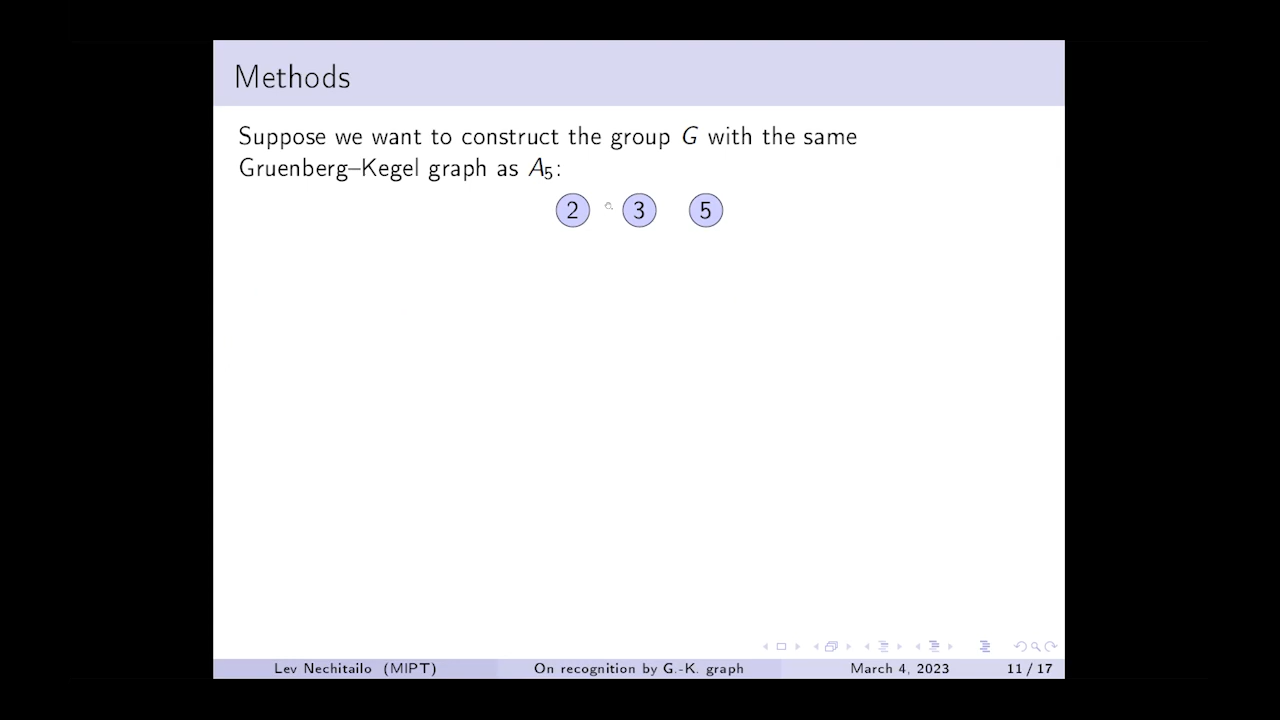 Methods
Suppose we want to construct the group G with the same
Gruenberg–Kegel graph as A₅:
2 3 5
Lev Nechitailo (MIPT) On recognition by G.-K. graph March 4, 2023 11 / 17